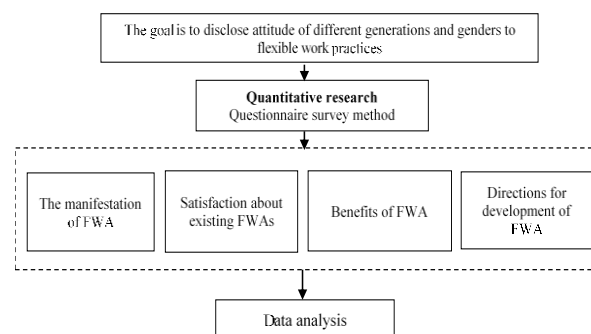 The goal is to disclose attitude of different generations and genders to
flexible work practices
Quantitative research
Questionnaire survey method
The manifestation
of FWA
Satisfaction about
existing FWAs
Benefits of FWA
Directions for
development of
FWA
Data analysis